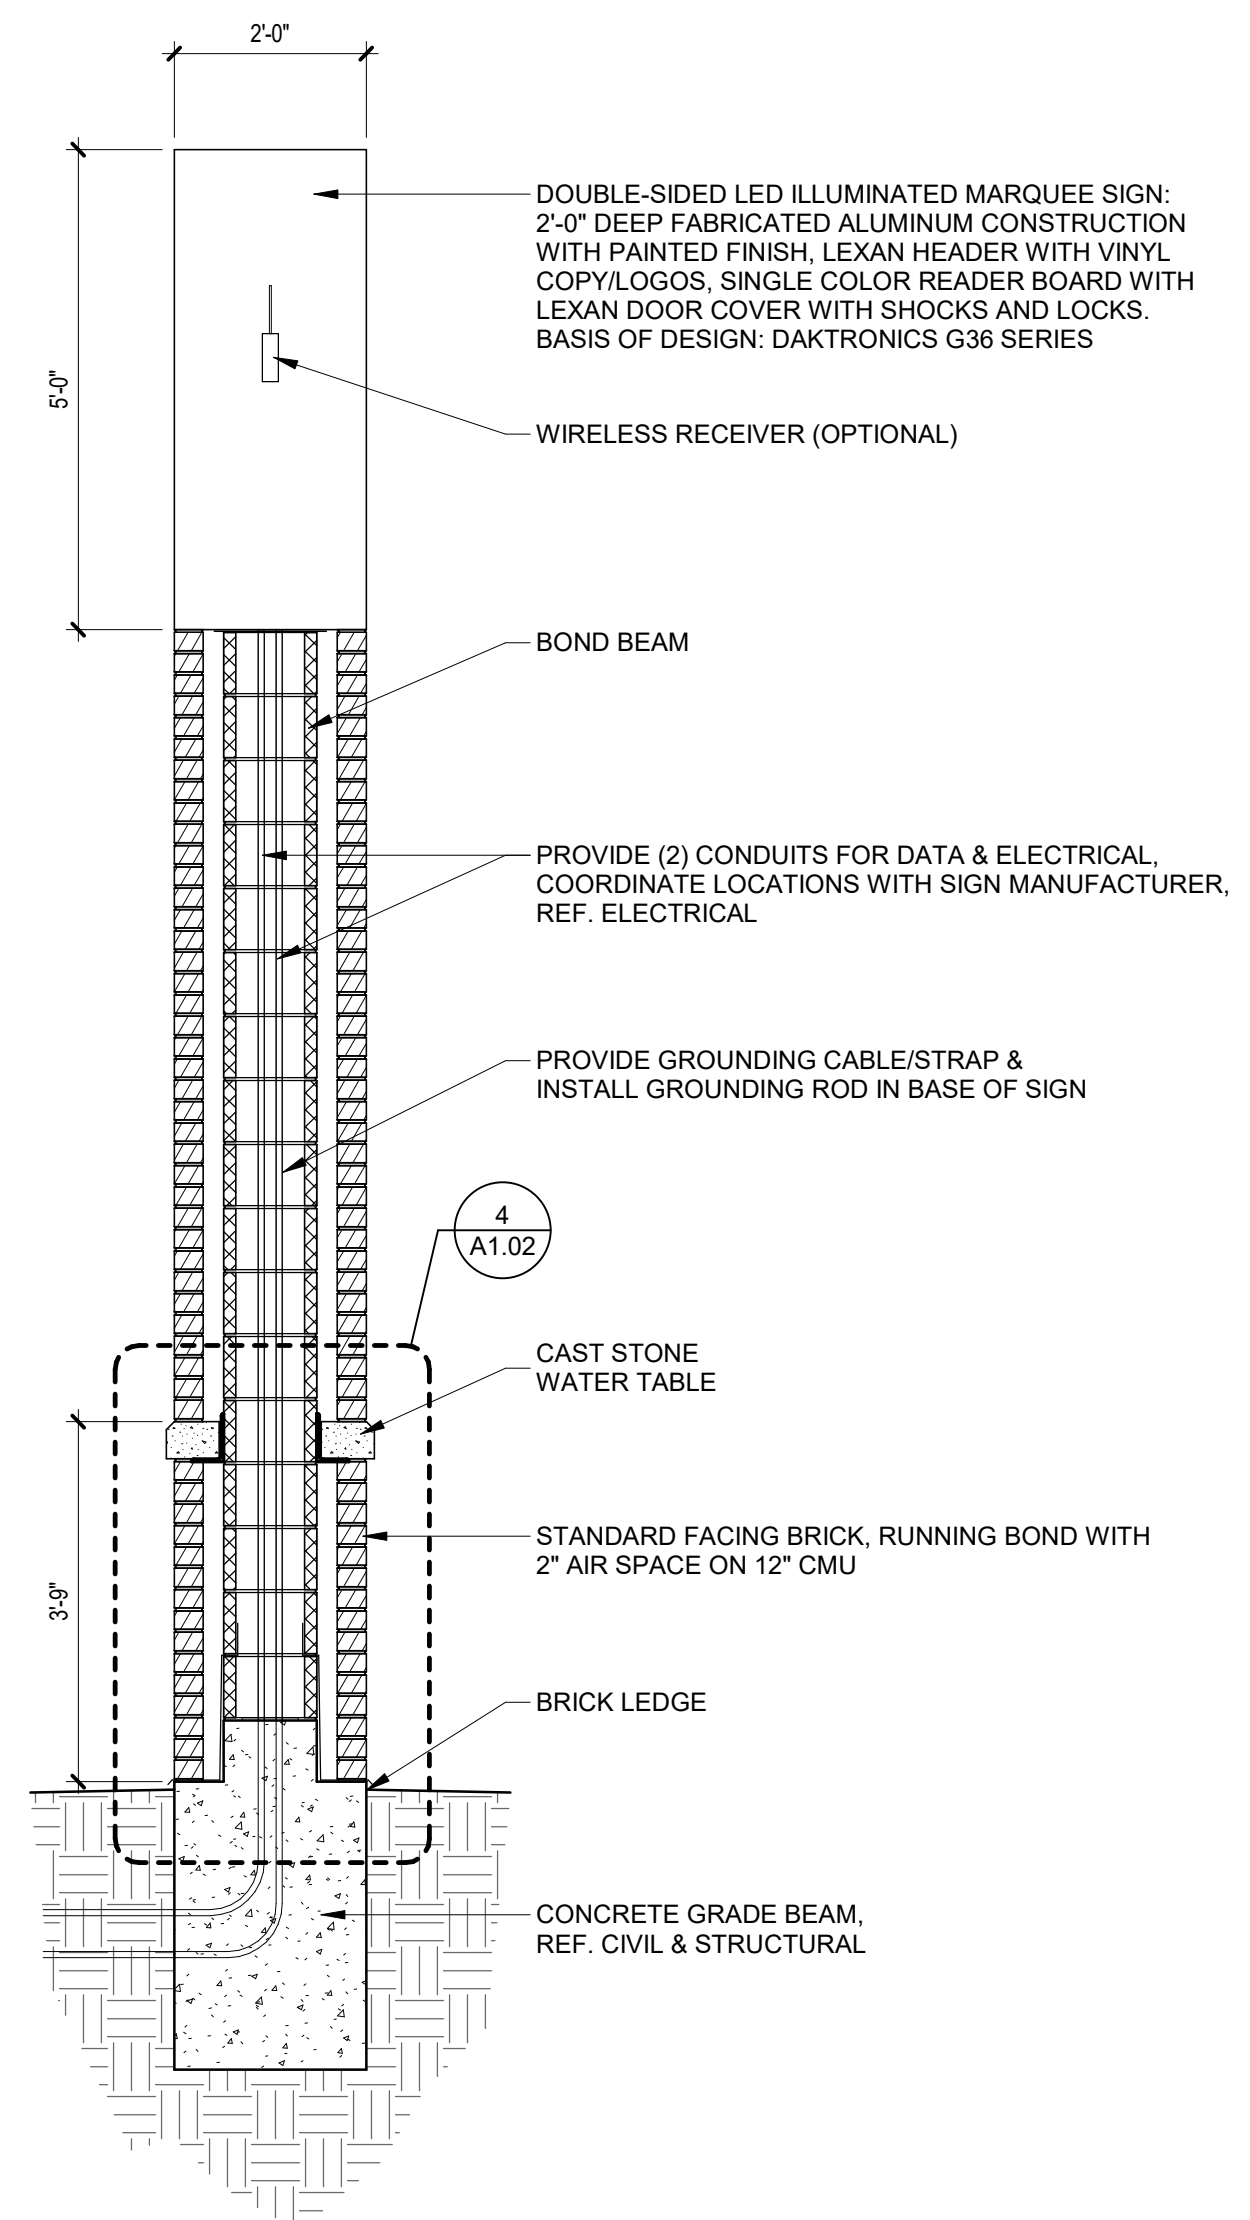 2'-0"
DOUBLE-SIDED LED ILLUMINATED MARQUEE SIGN:
2'-0" DEEP FABRICATED ALUMINUM CONSTRUCTION
WITH PAINTED FINISH, LEXAN HEADER WITH VINYL
COPY/LOGOS, SINGLE COLOR READER BOARD WITH
LEXAN DOOR COVER WITH SHOCKS AND LOCKS.
BASIS OF DESIGN: DAKTRONICS G36 SERIES
5'-0"
WIRELESS RECEIVER (OPTIONAL)
BOND BEAM
PROVIDE (2) CONDUITS FOR DATA & ELECTRICAL,
COORDINATE LOCATIONS WITH SIGN MANUFACTURER,
REF. ELECTRICAL
PROVIDE GROUNDING CABLE/STRAP &
INSTALL GROUNDING ROD IN BASE OF SIGN
4
A1.02
CAST STONE
WATER TABLE
STANDARD FACING BRICK, RUNNING BOND WITH
2" AIR SPACE ON 12" CMU
3'-9"
BRICK LEDGE
CONCRETE GRADE BEAM,
REF. CIVIL & STRUCTURAL